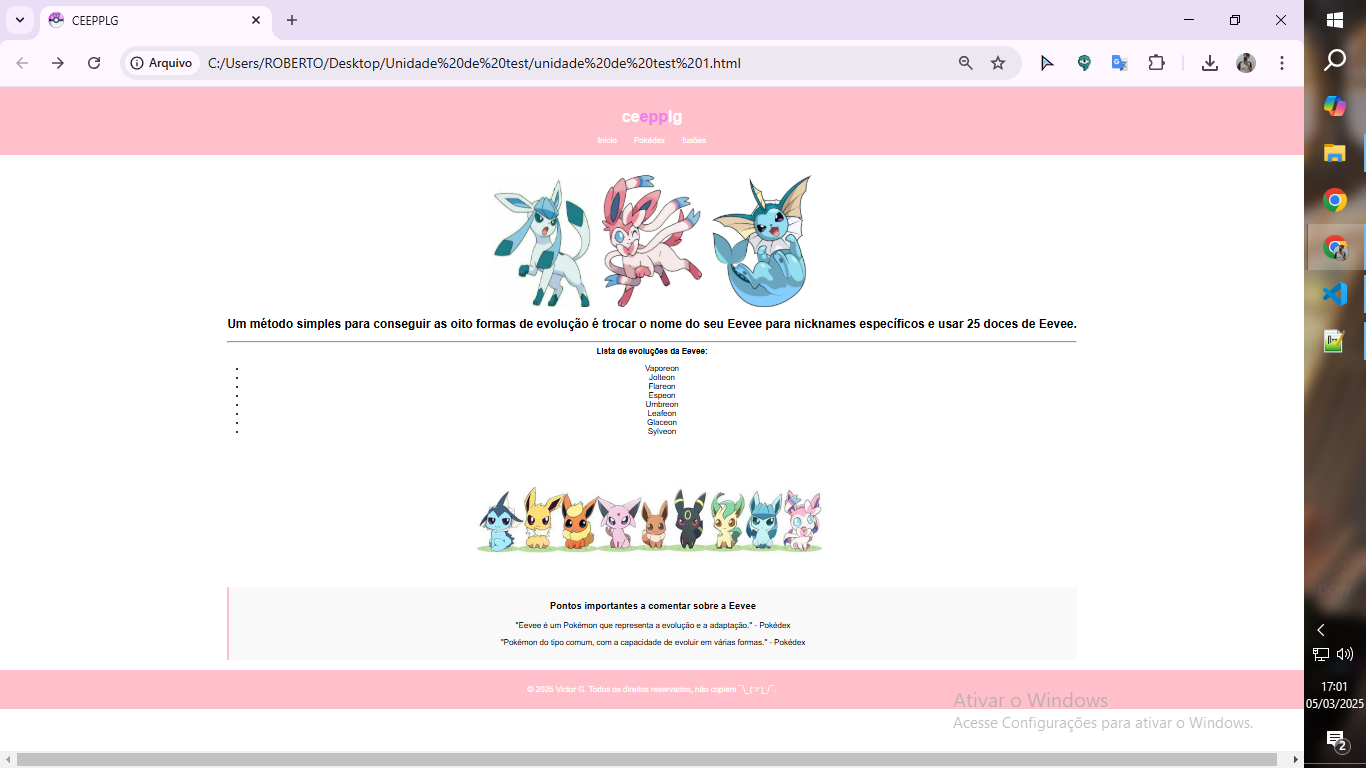 CEEPPLG
Arquivo
C:/Users/ROBERTO/Desktop/Unidade%20de%20test/unidade%20de%20test%201.html
ceepplg
Inicio Pokédex fusões
Um método simples para conseguir as oito formas de evolução é trocar o nome do seu Eevee para nicknames específicos e usar 25 doces de Eevee.
Lista de evoluções da Eevee:
Vaporeon
Jolteon
Flareon
Espeon
Umbreon
Leafeon
Glaceon
Sylveon
Pontos importantes a comentar sobre a Eevee
"Eevee é um Pokémon que representa a evolução e a adaptação." - Pokédex
"Pokémon do tipo comum, com a capacidade de evoluir em várias formas." - Pokédex
© 2025 Victor G. Todos os direitos reservados, não copiem ¯\_(ツ)_/¯.
Ativar o Windows
Acesse Configurações para ativar o Windows.
17:01
05/03/2025
2